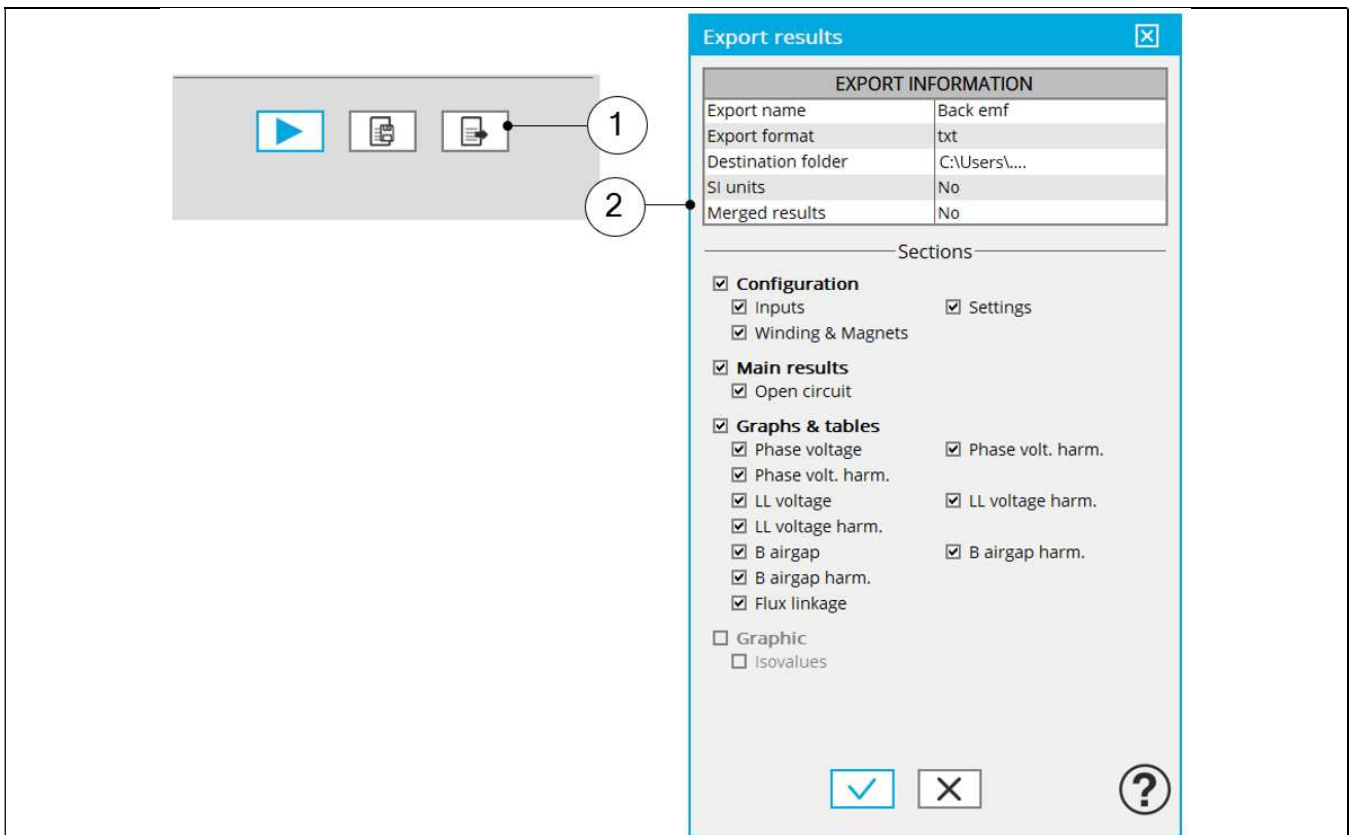 Export results
EXPORT INFORMATION
Export name Back emf
Export format txt
Destination folder C:\Users\....
SI units No
Merged results No
1
2
Sections
Configuration
Inputs Settings
Winding & Magnets
Main results
Open circuit
Graphs & tables
Phase voltage Phase volt. harm.
Phase volt. harm.
LL voltage LL voltage harm.
LL voltage harm.
B airgap B airgap harm.
B airgap harm.
Flux linkage
Graphic
Isovalues
?